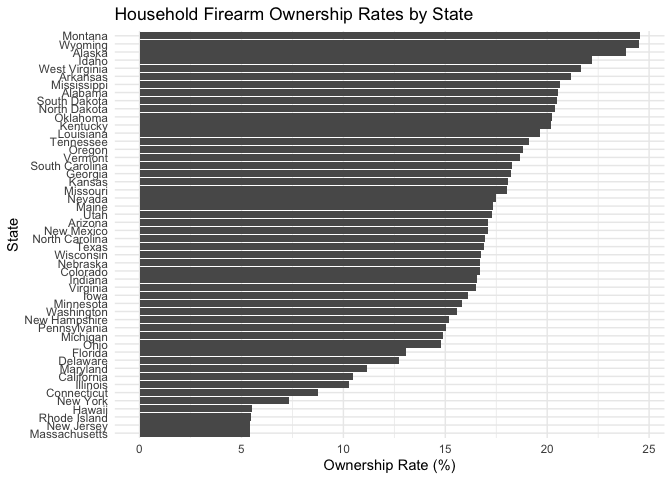 Household Firearm Ownership Rates by State
Montana
Wyoming
Alaska
Idaho
West Virginia
Arkansas
Mississippi
Alabama
South Dakota
North Dakota
Oklahoma
Kentucky
Louisiana
Tennessee
Oregon
Vermont
South Carolina
Georgia
Kansas
Missouri
Nevada
Maine
Utah
Arizona
New Mexico
North Carolina
Texas
Wisconsin
Nebraska
Colorado
Indiana
Virginia
Iowa
Minnesota
Washington
New Hampshire
Pennsylvania
Michigan
Ohio
Florida
Delaware
Maryland
California
Illinois
Connecticut
New York
Hawaii
Rhode Island
New Jersey
Massachusetts
State
0 5 10 15 20 25
Ownership Rate (%)